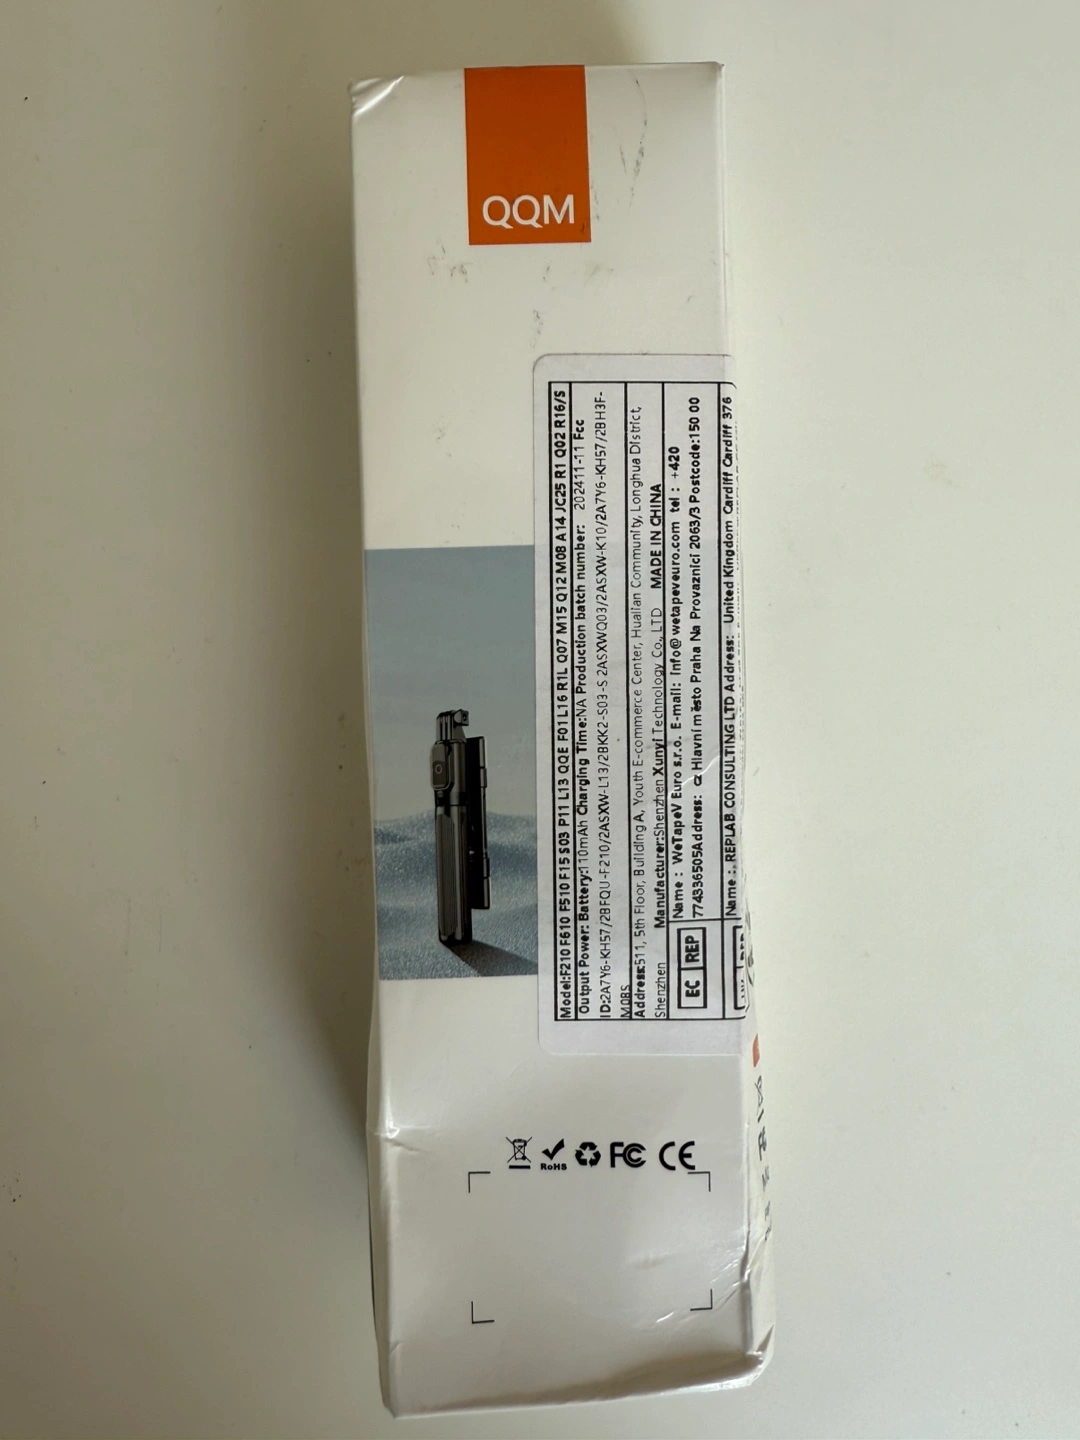 QQM
Model:F210 F610 F510 F15 S03 P11 L13 QQE F01 L16 R1L Q07 M15 Q12 M08 A14 JC25 R1 Q02 R16/S
Output Power: Battery:110mAh Charging Time:NA Production batch number: 202411-11 Fcc
ID:2A7Y6-KH57/2BFQU-F210/2ASXW-L13/2BKK2-S03-S 2ASXWQ03/2ASXW-K10/2A7Y6-KH57/2BH3F-
M08S
Address:511, 5th Floor, Building A, Youth E-commerce Center, Hualian Community, Longhua District,
Shenzhen Manufacturer:Shenzhen Xunyi Technology Co., LTD MADE IN CHINA
EC REP
Name : WeTapeV Euro s.r.o. E-mail: Info@wetapeveuro.com tel : +420
774336505Address: cz Hlavní město Praha Na Provaznici 2063/3 Postcode:150 00
Name : REPLAB CONSULTING LTD Address: United Kingdom Cardiff Cardiff 376
RoHS FC CE